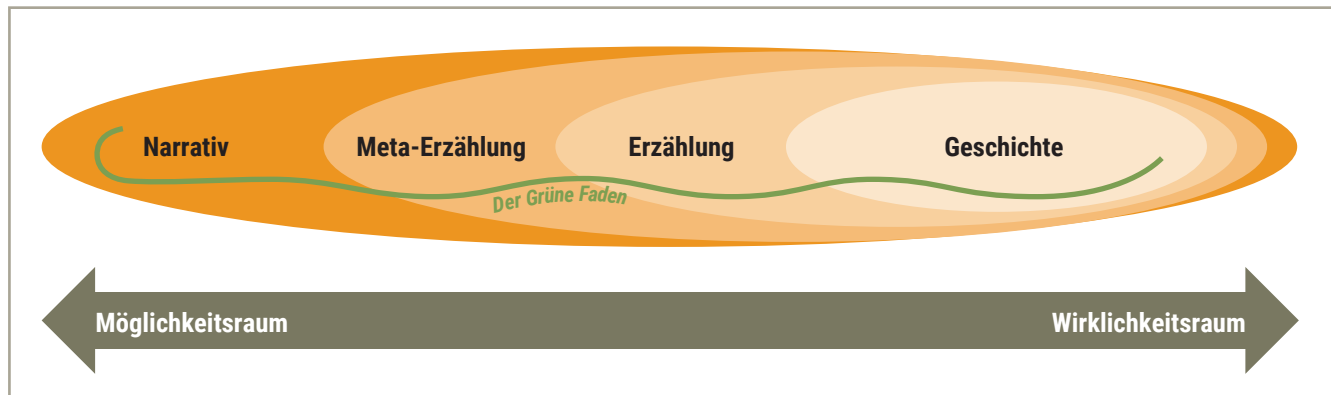 Narrativ
Meta-Erzählung
Erzählung
Geschichte
Der Grüne Faden
Möglichkeitsraum
Wirklichkeitsraum